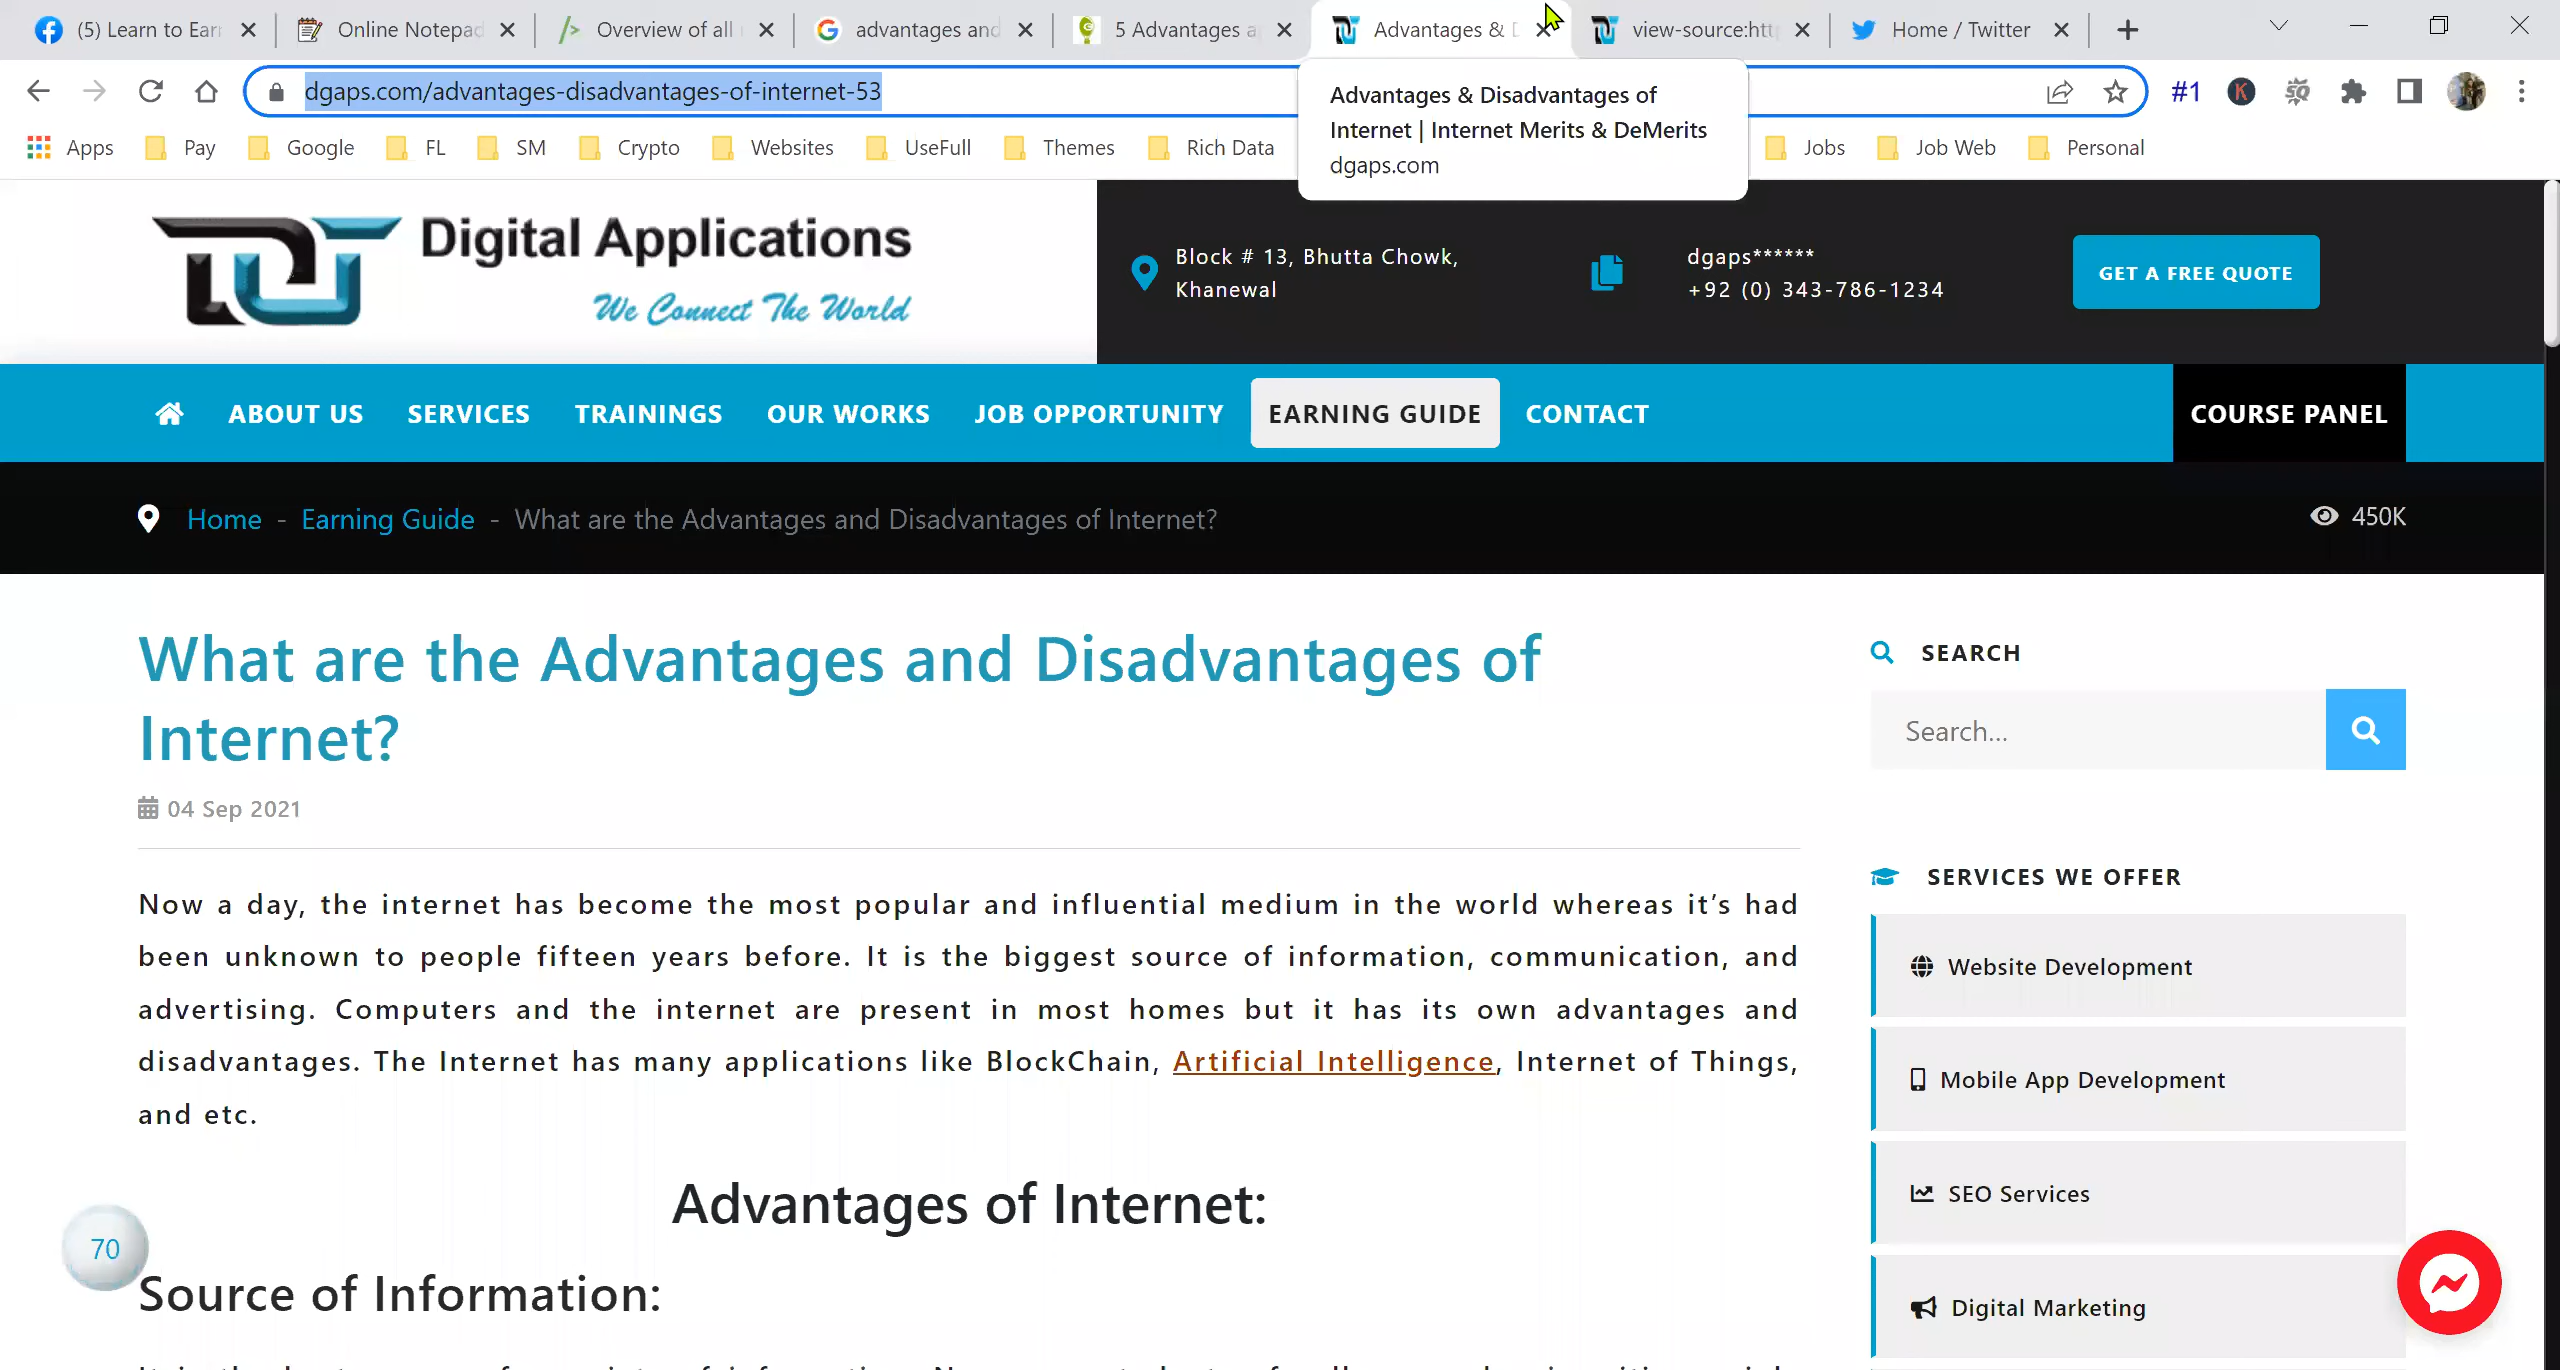 (5) Learn to Ear
Online Notepad
Overview of all
advantages and
5 Advantages a
Advantages &
view-source:htt
Home / Twitter
dgaps.com/advantages-disadvantages-of-internet-53
#1
K
SQ
Advantages & Disadvantages of
Internet | Internet Merits & DeMerits
dgaps.com
Apps
Pay
Google
FL
SM
Crypto
Websites
UseFull
Themes
Rich Data
Jobs
Job Web
Personal
Digital Applications
We Connect The World
Block # 13, Bhutta Chowk,
Khanewal
dgaps******
+92 (0) 343-786-1234
GET A FREE QUOTE
ABOUT US
SERVICES
TRAININGS
OUR WORKS
JOB OPPORTUNITY
EARNING GUIDE
CONTACT
COURSE PANEL
Home - Earning Guide - What are the Advantages and Disadvantages of Internet?
450K
What are the Advantages and Disadvantages of
Internet?
04 Sep 2021
Now a day, the internet has become the most popular and influential medium in the world whereas it’s had
been unknown to people fifteen years before. It is the biggest source of information, communication, and
advertising. Computers and the internet are present in most homes but it has its own advantages and
disadvantages. The Internet has many applications like BlockChain, Artificial Intelligence, Internet of Things,
and etc.
Advantages of Internet:
70
Source of Information:
SEARCH
Search...
SERVICES WE OFFER
Website Development
Mobile App Development
SEO Services
Digital Marketing